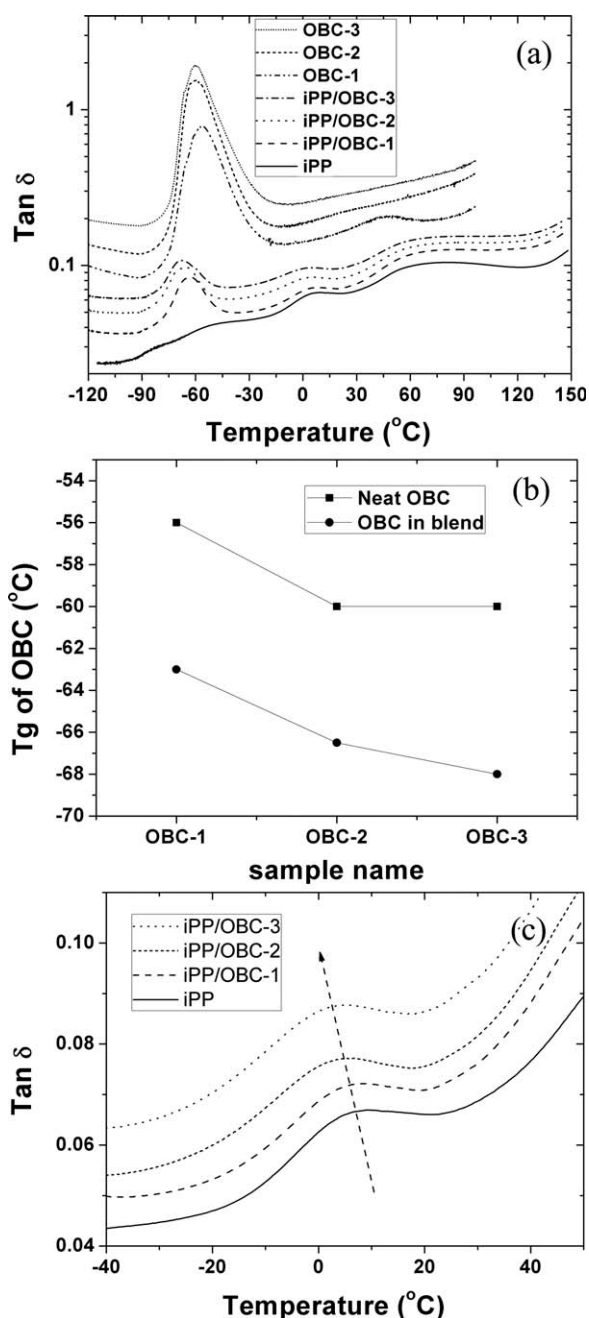 (a)
OBC-3
OBC-2
OBC-1
iPP/OBC-3
iPP/OBC-2
iPP/OBC-1
iPP
Tan δ
1
0.1
-120 -90 -60 -30 0 30 60 90 120 150
Temperature (°C)
(b)
Neat OBC
OBC in blend
Tg of OBC (°C)
-54
-56
-58
-60
-62
-64
-66
-68
-70
OBC-1 OBC-2 OBC-3
sample name
(c)
iPP/OBC-3
iPP/OBC-2
iPP/OBC-1
iPP
Tan δ
0.10
0.08
0.06
0.04
-40 -20 0 20 40
Temperature (°C)